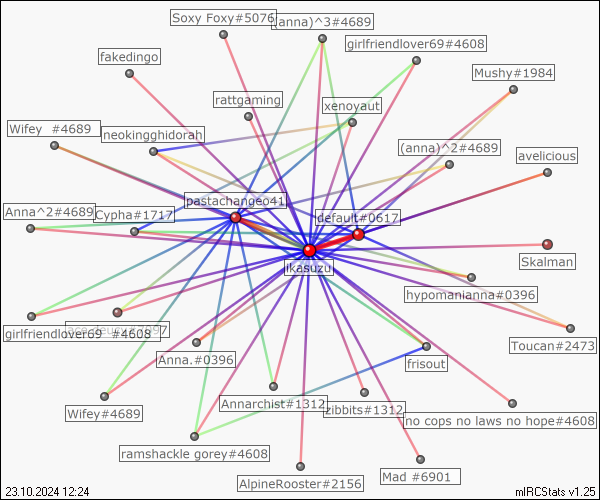 Soxy Foxy#5076
(anna)^3#4689
girlfriendlover69#4608
fakedingo
Mushy#1984
rattgaming
xenoyaut
Wifey  #4689
neokingghidorah
(anna)^2#4689
avelicious
pastachangeo41
Anna^2#4689
Cypha#1717
default#0617
Skalman
ikasuzu
hypomanianna#0396
girlfriendlover69  #4608
Toucan#2473
Anna.#0396
frisout
Wifey#4689
Annarchist#1312
zibbits#1312
no cops no laws no hope#4608
ramshackle gorey#4608
AlpineRooster#2156
Mad #6901
23.10.2024 12:24
mIRCStats v1.25